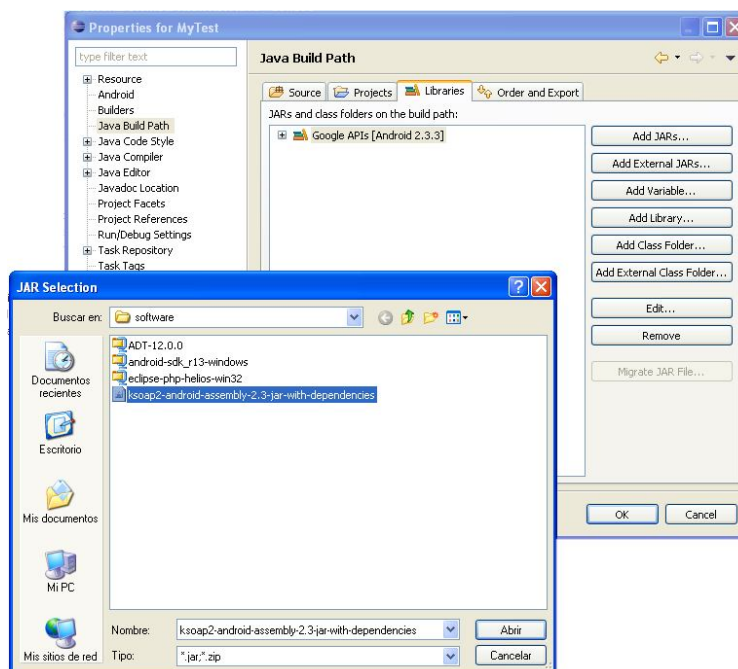 Properties for MyTest
type filter text
Java Build Path
Resource
Android
Builders
Java Build Path
Java Code Style
Java Compiler
Java Editor
Javadoc Location
Project Facets
Project References
Run/Debug Settings
Task Repository
Task Tags
Source
Projects
Libraries
Order and Export
JARs and class folders on the build path:
Google APIs [Android 2.3.3]
Add JARs...
Add External JARs...
Add Variable...
Add Library...
Add Class Folder...
Add External Class Folder...
Edit...
Remove
Migrate JAR File...
OK
Cancel
JAR Selection
Buscar en:
software
Documentos
recientes
Escritorio
Mis documentos
Mi PC
Mis sitios de red
ADT-12.0.0
android-sdk_r13-windows
eclipse-php-helios-win32
ksoap2-android-assembly-2.3-jar-with-dependencies
Nombre:
ksoap2-android-assembly-2.3-jar-with-dependencies
Abrir
Tipo:
*.jar;*.zip
Cancelar